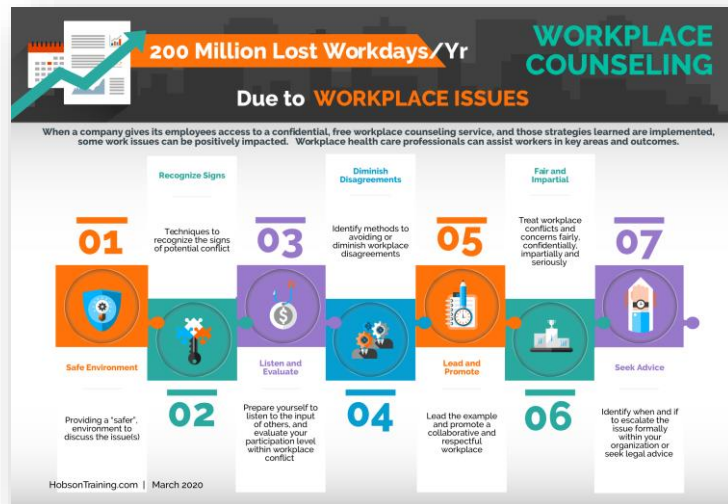 200 Million Lost Workdays/Yr
WORKPLACE
COUNSELING
Due to WORKPLACE ISSUES
When a company gives its employees access to a confidential, free workplace counseling service, and those strategies learned are implemented,
some work issues can be positively impacted. Workplace health care professionals can assist workers in key areas and outcomes.
01
Safe Environment
Providing a "safer",
environment to
discuss the issue(s)
Recognize Signs
Techniques to
recognize the signs
of potential conflict
02
03
Listen and
Evaluate
Prepare yourself to
listen to the input
of others, and
evaluate your
participation level
within workplace
conflict
Diminish
Disagreements
Identify methods to
avoiding or
diminish workplace
disagreements
04
05
Lead and
Promote
Lead the example
and promote a
collaborative and
respectful
workplace
Fair and
Impartial
Treat workplace
conflicts and
concerns fairly,
confidentially,
impartially and
seriously
06
07
Seek Advice
Identify when and if
to escalate the
issue formally
within your
organization or
seek legal advice
HobsonTraining.com | March 2020